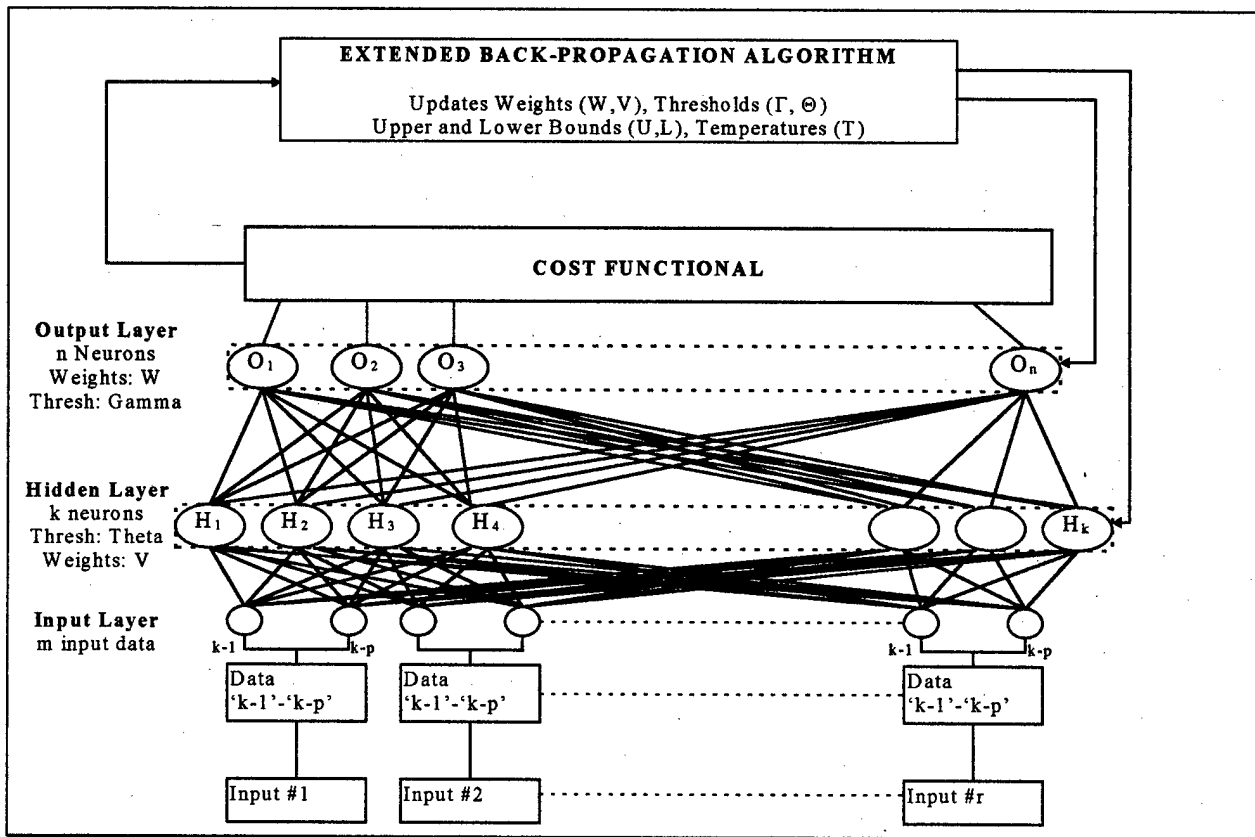 EXTENDED BACK-PROPAGATION ALGORITHM
Updates Weights (W,V), Thresholds (Γ, Θ)
Upper and Lower Bounds (U,L), Temperatures (T)
COST FUNCTIONAL
Output Layer
n Neurons
Weights: W
Thresh: Gamma
O1 O2 O3 On
Hidden Layer
k neurons
Thresh: Theta
Weights: V
H1 H2 H3 H4 Hk
Input Layer
m input data
k-1 k-p k-1 k-p
Data
‘k-1’-‘k-p’
Data
‘k-1’-‘k-p’
Data
‘k-1’-‘k-p’
Input #1 Input #2 Input #r